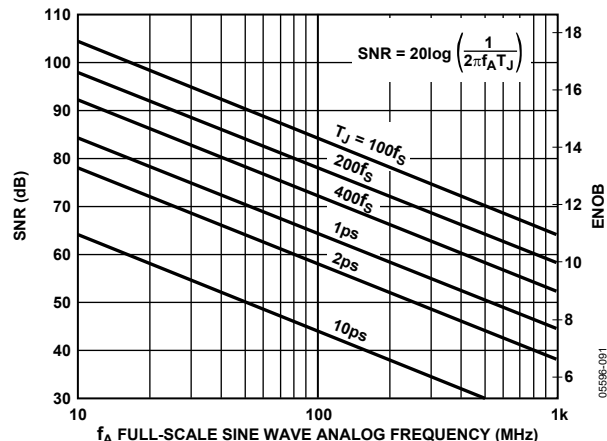 110
100
90
80
70
60
50
40
30
SNR (dB)
SNR = 20log (1 / 2πfATJ)
TJ = 100fS
200fS
400fS
1ps
2ps
10ps
18
16
14
12
10
8
6
ENOB
10
100
1k
fA FULL-SCALE SINE WAVE ANALOG FREQUENCY (MHz)
05596-091